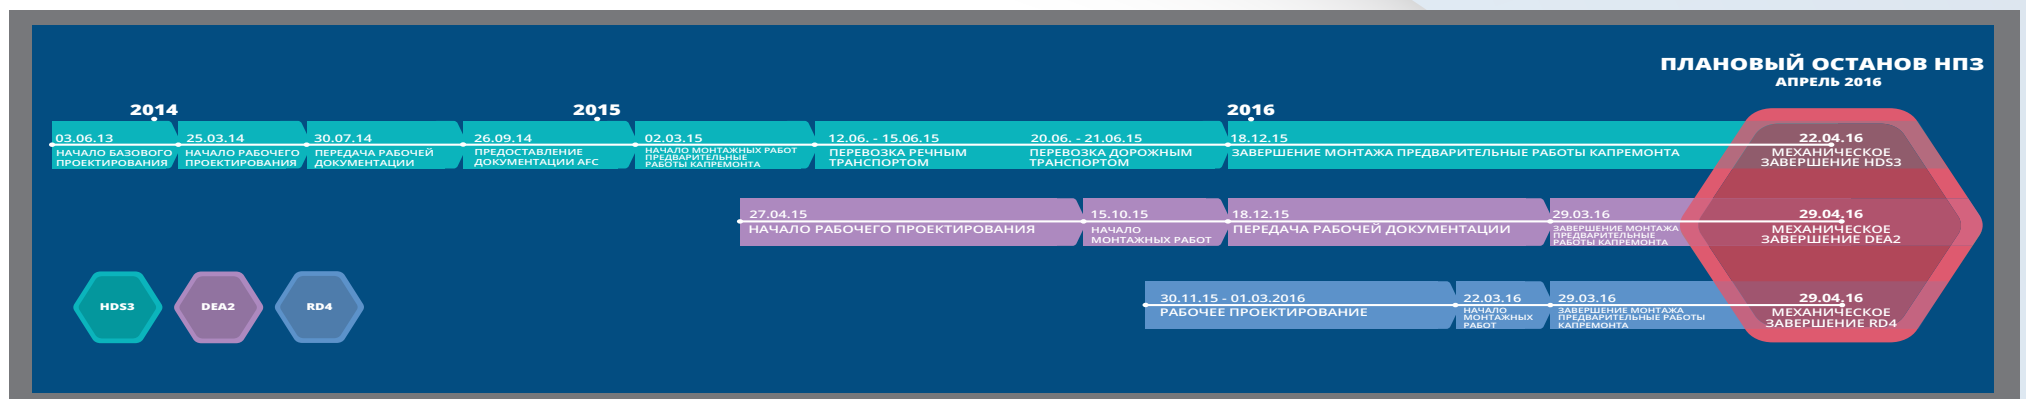 ПЛАНОВЫЙ ОСТАНОВ НПЗ
АПРЕЛЬ 2016
2014
2015
2016
03.06.13
НАЧАЛО БАЗОВОГО
ПРОЕКТИРОВАНИЯ
25.03.14
НАЧАЛО РАБОЧЕГО
ПРОЕКТИРОВАНИЯ
30.07.14
ПЕРЕДАЧА РАБОЧЕЙ
ДОКУМЕНТАЦИИ
26.09.14
ПРЕДОСТАВЛЕНИЕ
ДОКУМЕНТАЦИИ AFC
02.03.15
НАЧАЛО МОНТАЖНЫХ РАБОТ
ПРЕДВАРИТЕЛЬНЫЕ
РАБОТЫ КАПРЕМОНТА
12.06. - 15.06.15
ПЕРЕВОЗКА РЕЧНЫМ
ТРАНСПОРТОМ
20.06. - 21.06.15
ПЕРЕВОЗКА ДОРОЖНЫМ
ТРАНСПОРТОМ
18.12.15
ЗАВЕРШЕНИЕ МОНТАЖА ПРЕДВАРИТЕЛЬНЫЕ РАБОТЫ КАПРЕМОНТА
22.04.16
МЕХАНИЧЕСКОЕ
ЗАВЕРШЕНИЕ HDS3
27.04.15
НАЧАЛО РАБОЧЕГО ПРОЕКТИРОВАНИЯ
15.10.15
НАЧАЛО
МОНТАЖНЫХ РАБОТ
18.12.15
ПЕРЕДАЧА РАБОЧЕЙ ДОКУМЕНТАЦИИ
29.03.16
ЗАВЕРШЕНИЕ МОНТАЖА
ПРЕДВАРИТЕЛЬНЫЕ
РАБОТЫ КАПРЕМОНТА
29.04.16
МЕХАНИЧЕСКОЕ
ЗАВЕРШЕНИЕ DEA2
30.11.15 - 01.03.2016
РАБОЧЕЕ ПРОЕКТИРОВАНИЕ
22.03.16
НАЧАЛО
МОНТАЖНЫХ
РАБОТ
29.03.16
ЗАВЕРШЕНИЕ МОНТАЖА
ПРЕДВАРИТЕЛЬНЫЕ РАБОТЫ
КАПРЕМОНТА
29.04.16
МЕХАНИЧЕСКОЕ
ЗАВЕРШЕНИЕ RD4
HDS3
DEA2
RD4